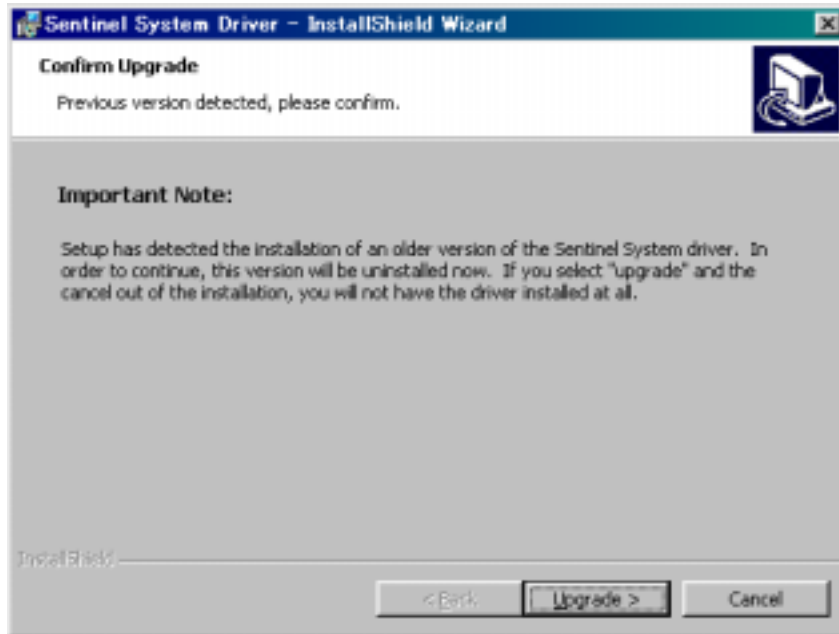 Sentinel System Driver - InstallShield Wizard
Confirm Upgrade
Previous version detected, please confirm.
Important Note:
Setup has detected the installation of an older version of the Sentinel System driver. In
order to continue, this version will be uninstalled now. If you select "upgrade" and the
cancel out of the installation, you will not have the driver installed at all.
InstallShield
< Back
Upgrade >
Cancel